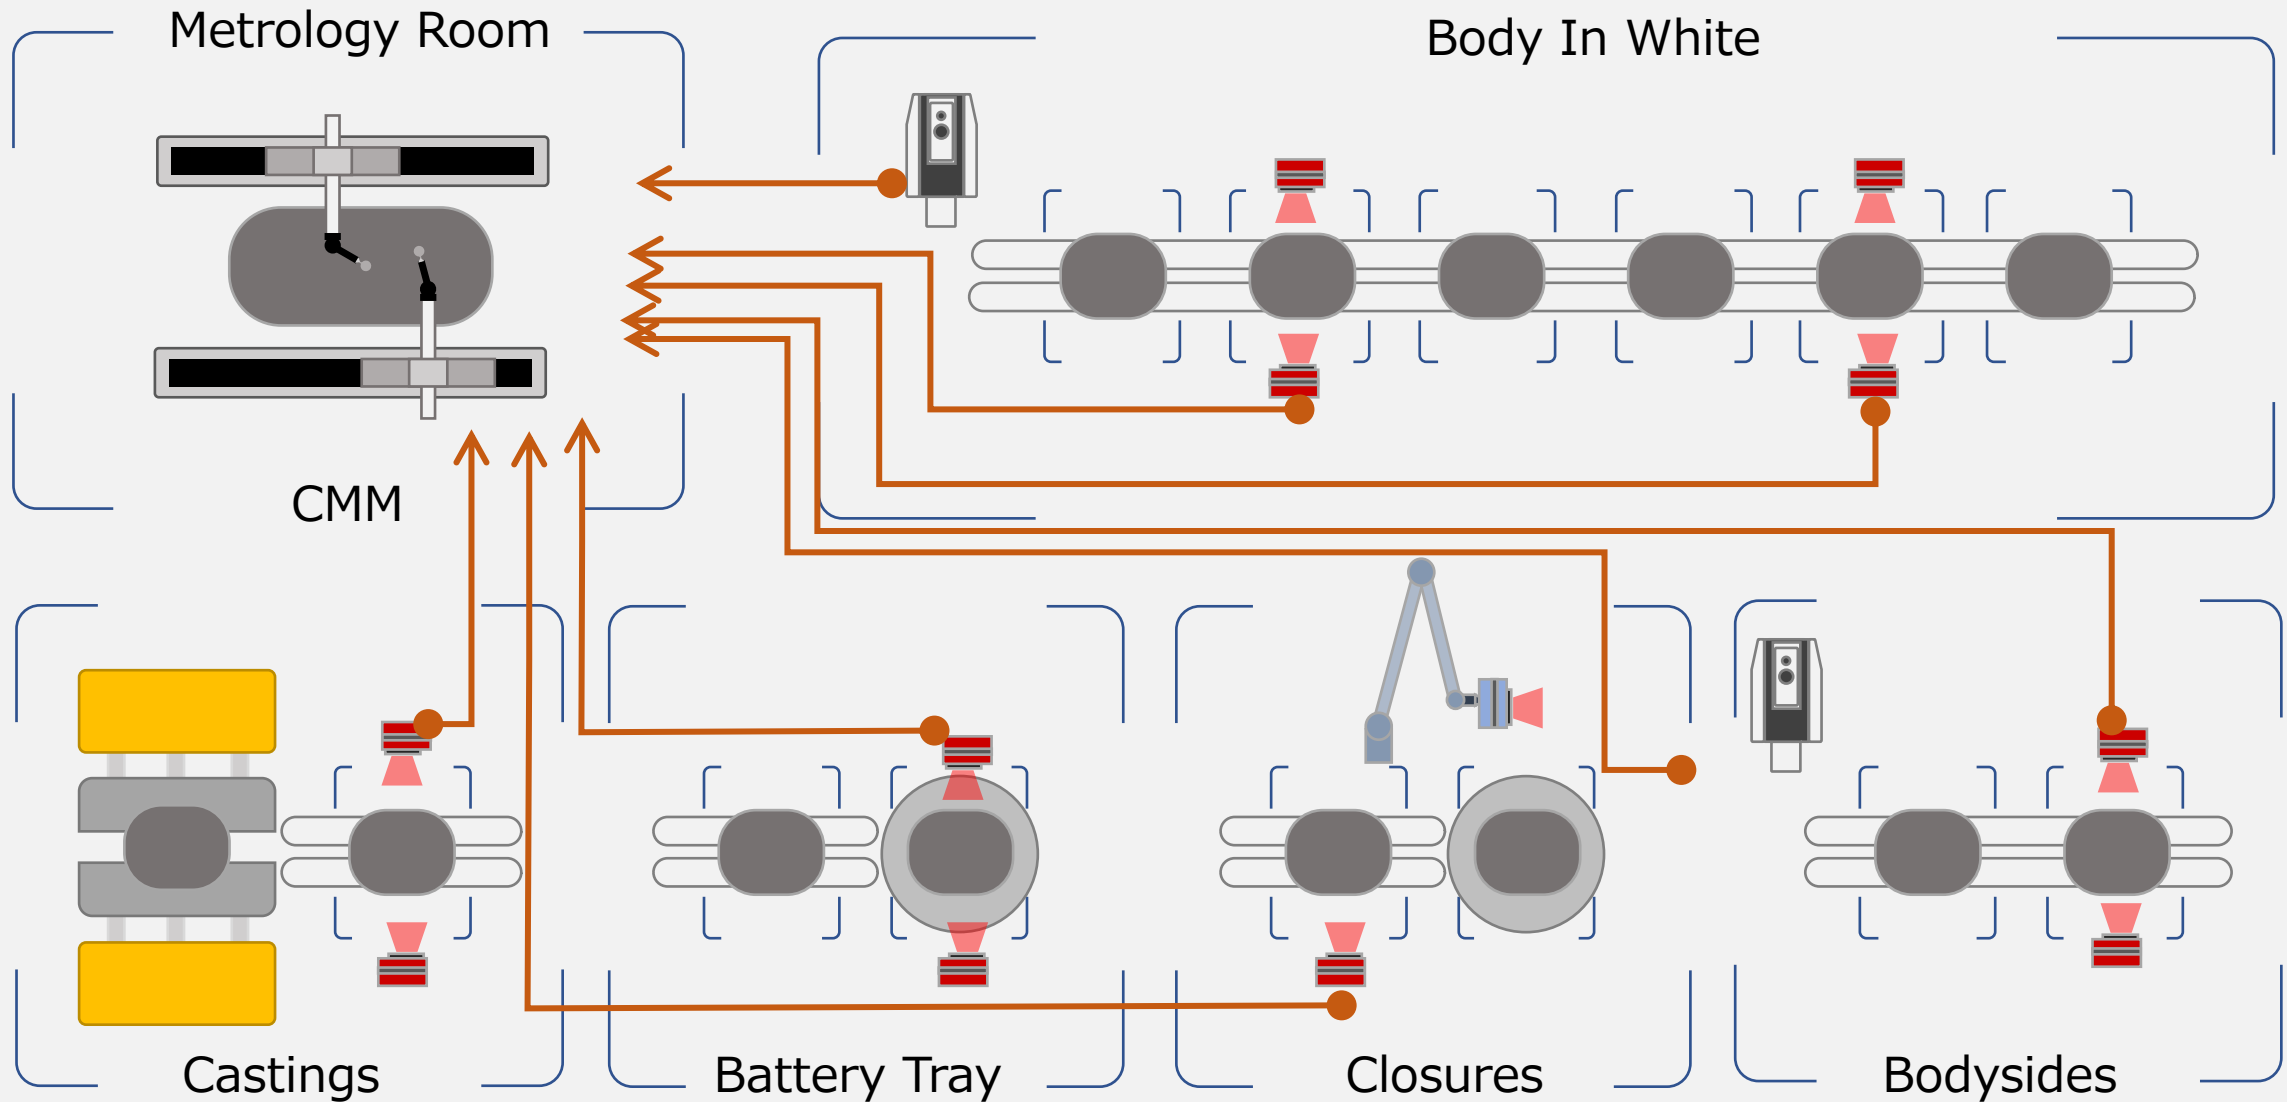 Metrology Room
Body In White
CMM
Castings
Battery Tray
Closures
Bodysides